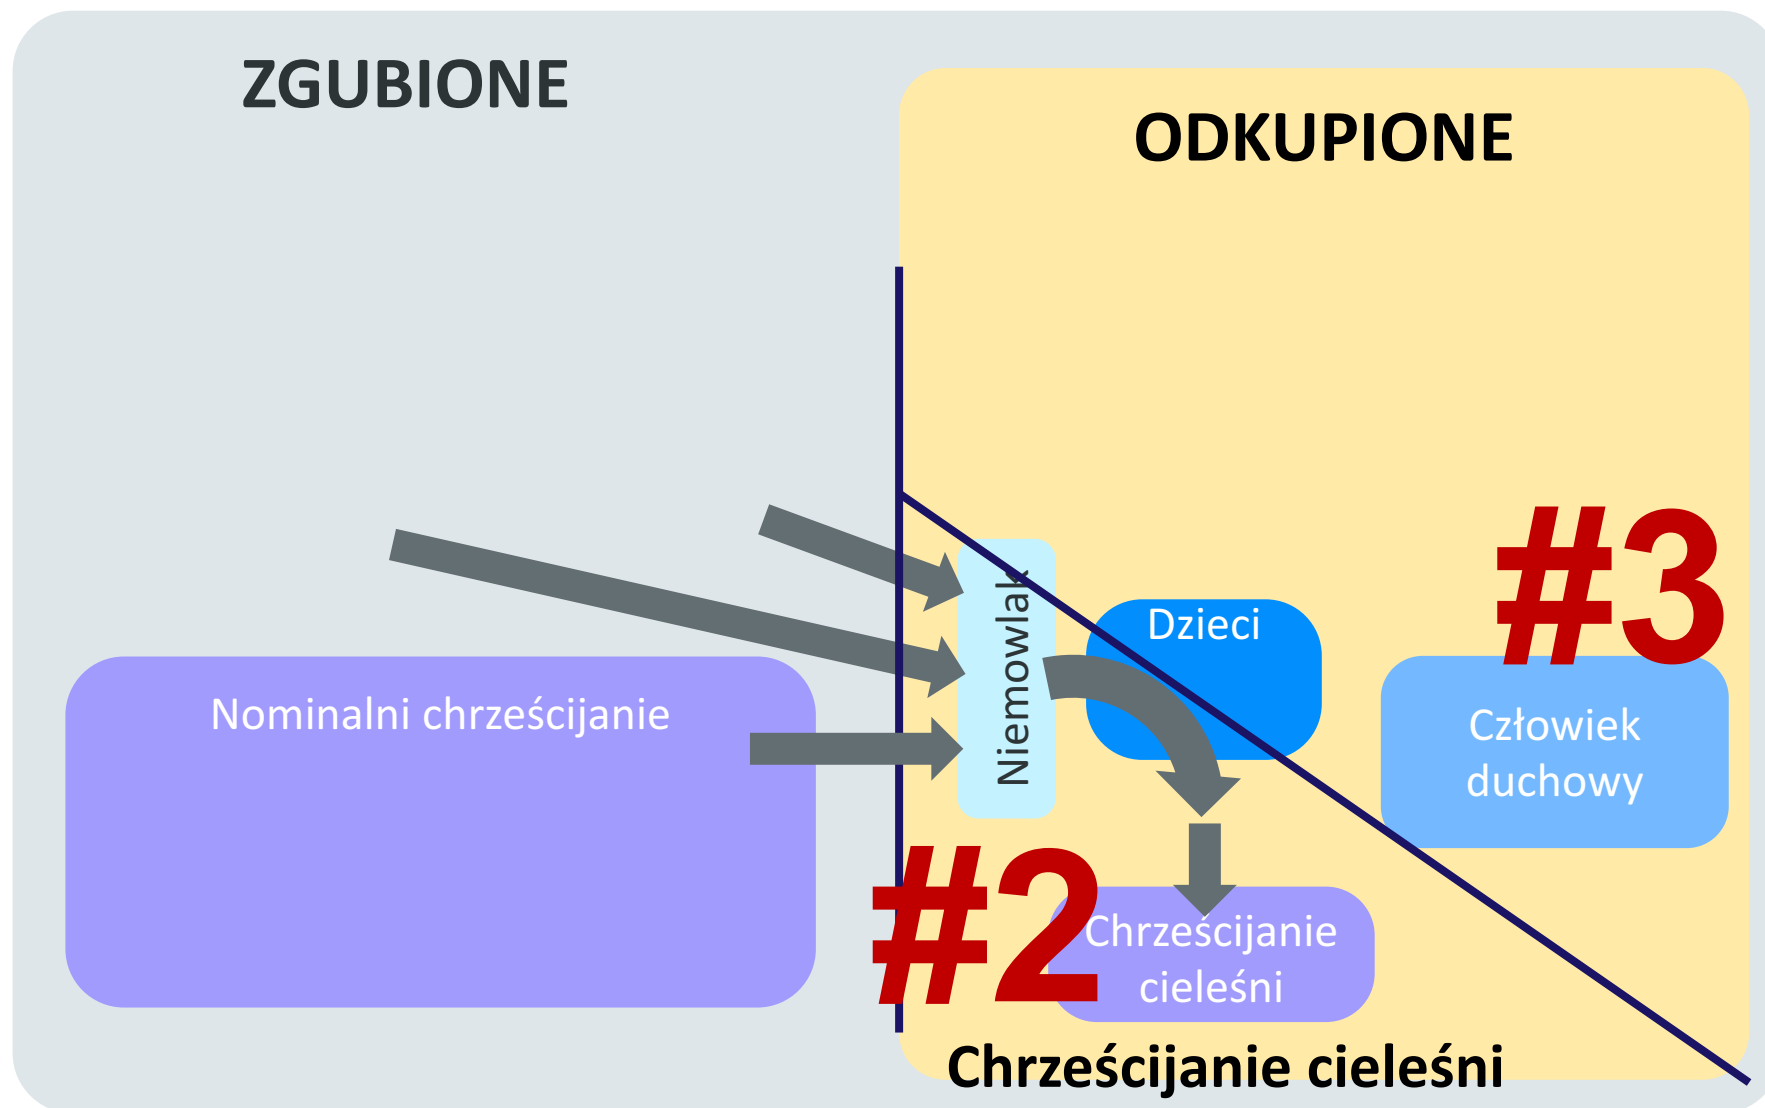 ZGUBIONE
ODKUPIONE
#3
Niemowlak
Dzieci
Nominalni chrześcijanie
Człowiek
duchowy
#2
Chrześcijanie
cieleśni
Chrześcijanie cieleśni